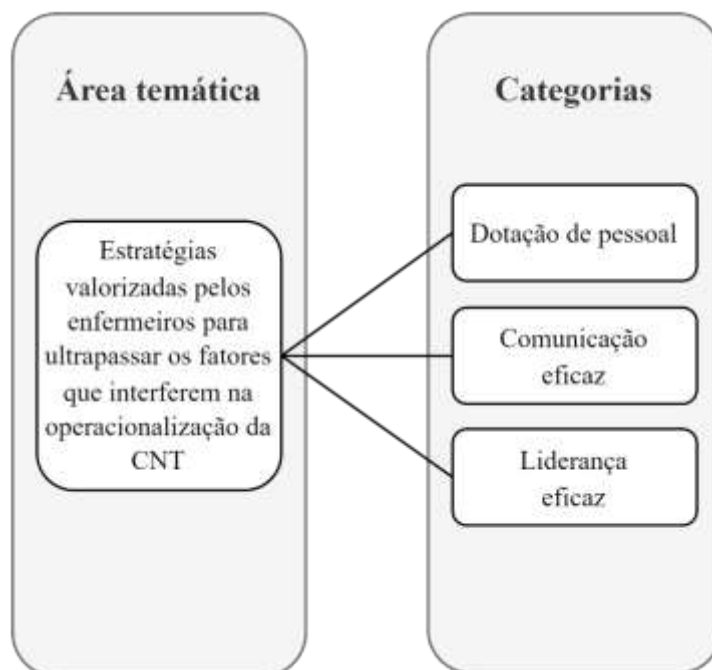 Área temática
Estratégias
valorizadas pelos
enfermeiros para
ultrapassar os fatores
que interferem na
operacionalização da
CNT
Categorias
Dotação de pessoal
Comunicação
eficaz
Liderança
eficaz